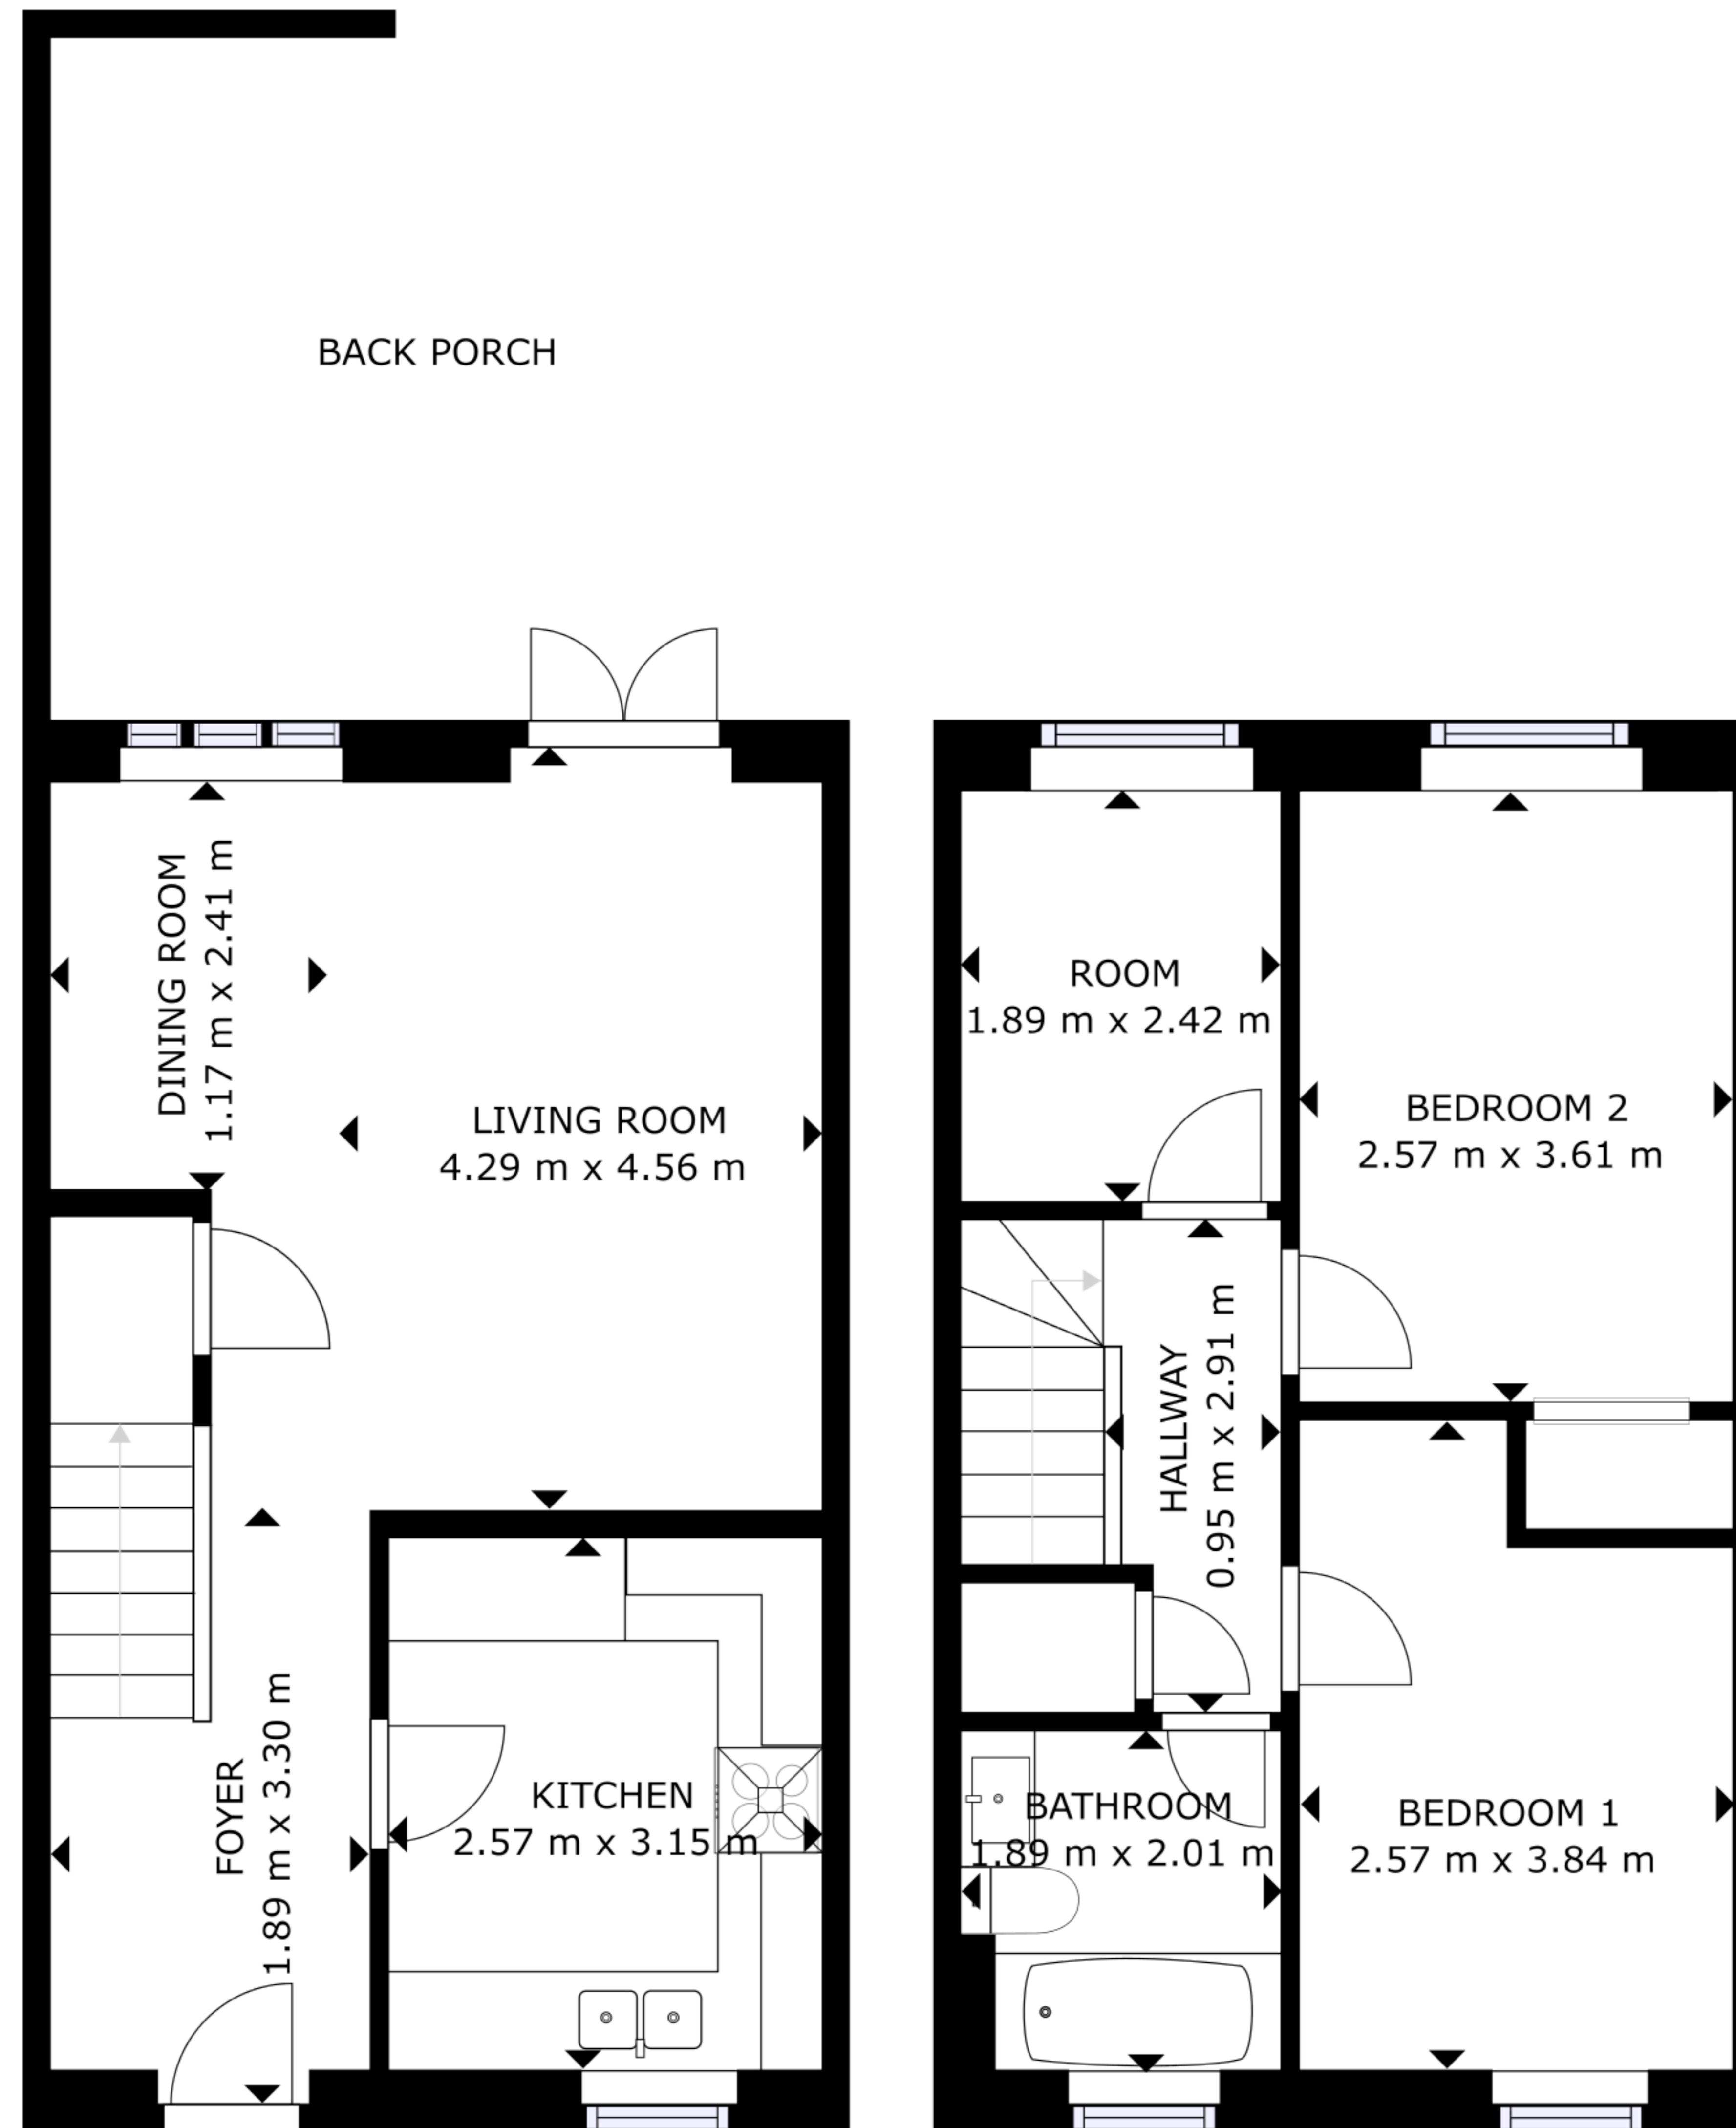 BACK PORCH
DINING ROOM
1.17 m x 2.41 m
LIVING ROOM
4.29 m x 4.56 m
FOYER
1.89 m x 3.30 m
KITCHEN
2.57 m x 3.15 m
ROOM
1.89 m x 2.42 m
BEDROOM 2
2.57 m x 3.61 m
HALLWAY
0.95 m x 2.91 m
BATHROOM
1.89 m x 2.01 m
BEDROOM 1
2.57 m x 3.84 m